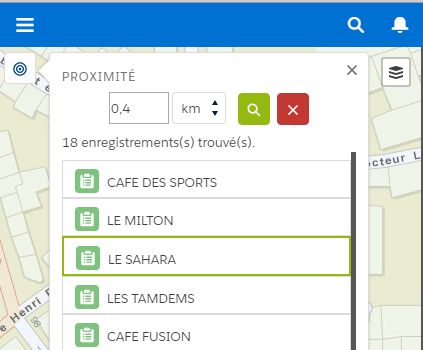 PROXIMITÉ
0,4 km
18 enregistrements(s) trouvé(s).
CAFE DES SPORTS
LE MILTON
LE SAHARA
LES TAMDEMS
CAFE FUSION
octeur L
e Henri F
98